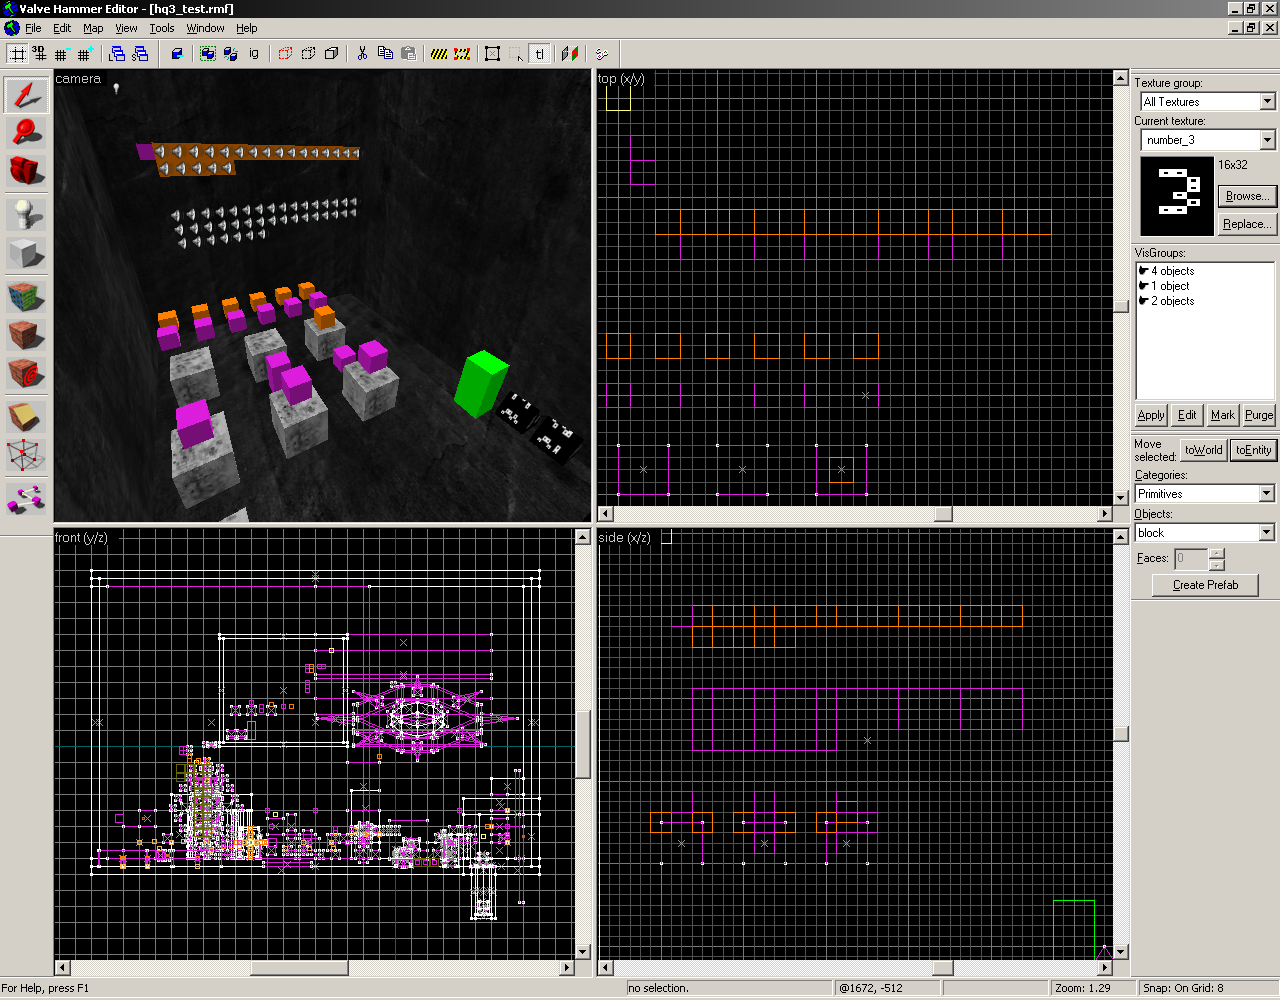 Valve Hammer Editor - [hq3_test.rmf]
File Edit Map View Tools Window Help
3D
ig
tl
camera
top (x/y)
front (y/z)
side (x/z)
Texture group:
All Textures
Current texture:
number_3
16x32
Browse...
Replace...
VisGroups:
4 objects
1 object
2 objects
Apply Edit Mark Purge
Move selected:
toWorld toEntity
Categories:
Primitives
Objects:
block
Faces: 0
Create Prefab
For Help, press F1
no selection.
@1672, -512
Zoom: 1.29
Snap: On Grid: 8